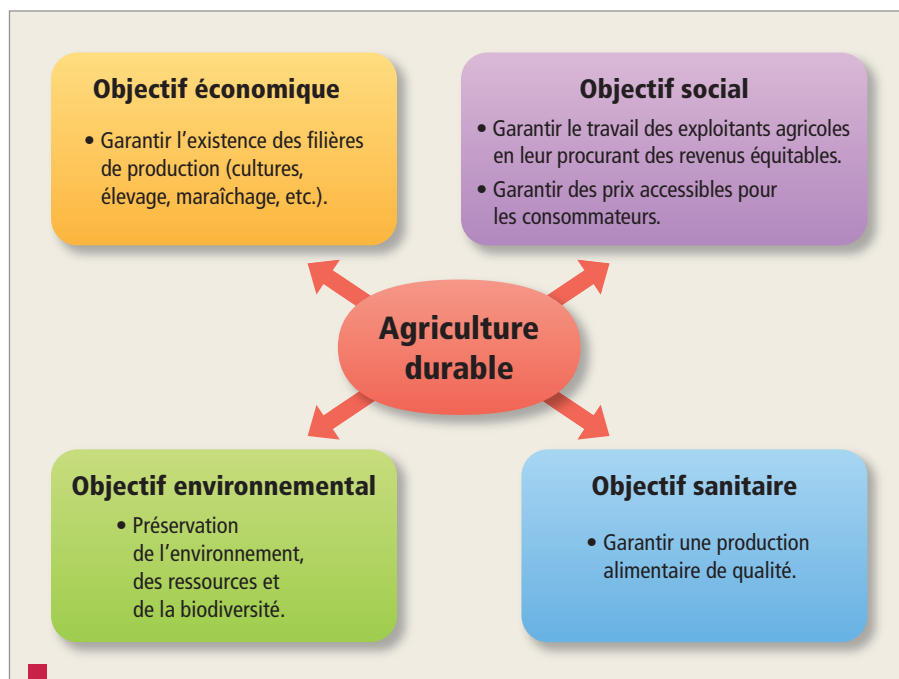 Objectif économique
• Garantir l'existence des filières
de production (cultures,
élevage, maraîchage, etc.).
Objectif social
• Garantir le travail des exploitants agricoles
en leur procurant des revenus équitables.
• Garantir des prix accessibles pour
les consommateurs.
Agriculture
durable
Objectif environnemental
• Préservation
de l'environnement,
des ressources et
de la biodiversité.
Objectif sanitaire
• Garantir une production
alimentaire de qualité.